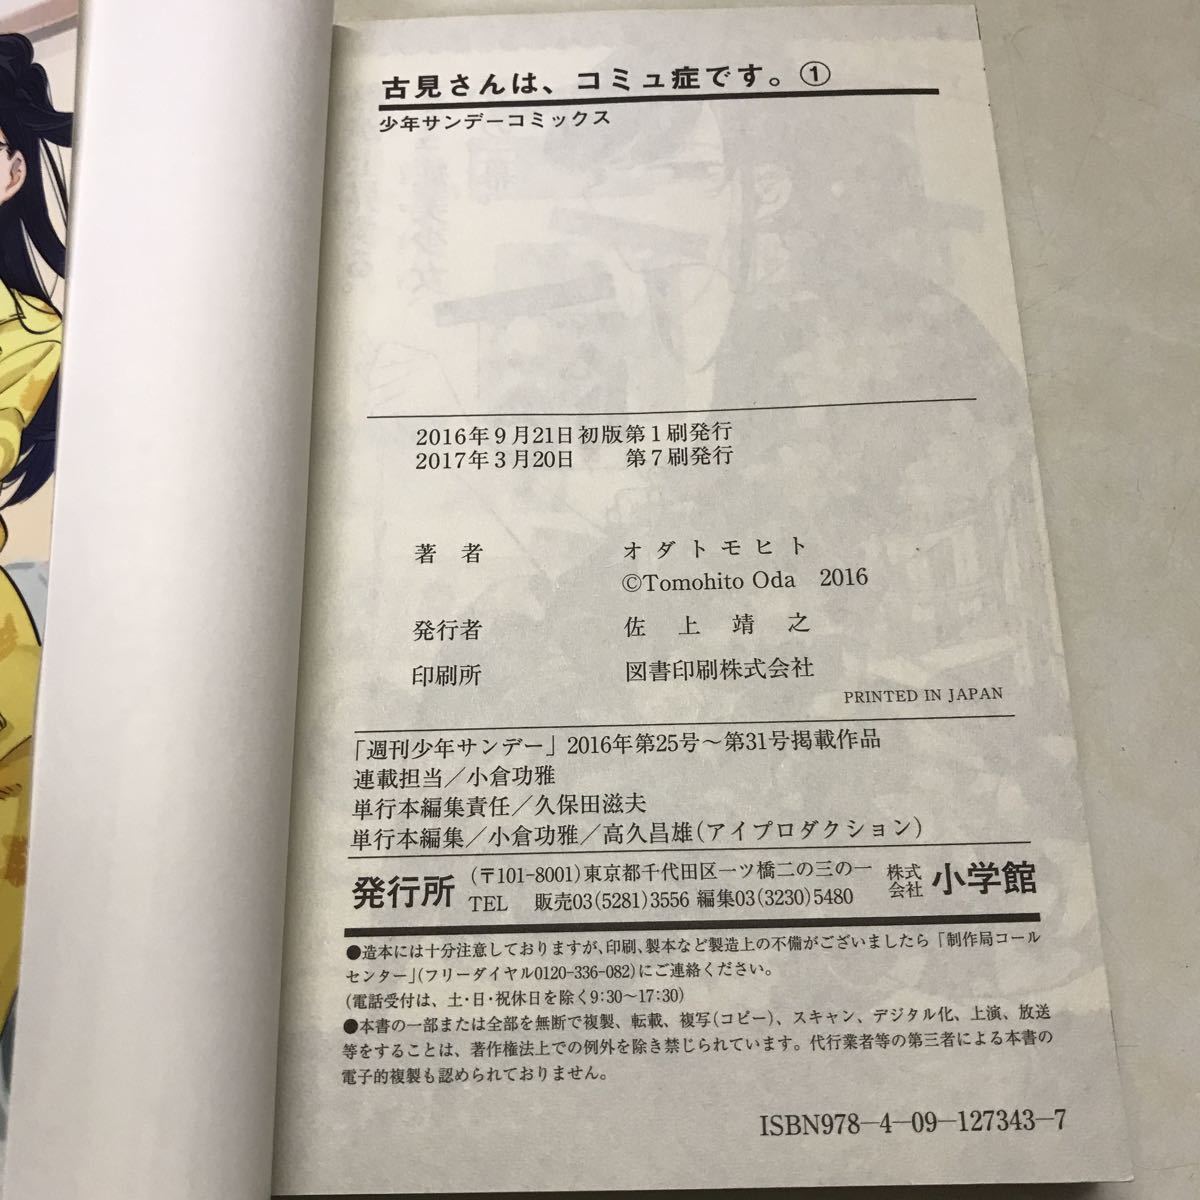 古見さんは、コミュ症です。①
少年サンデーコミックス
2016年9月21日初版第1刷発行
2017年3月20日 第7刷発行
著者 オダトモヒト
©Tomohito Oda 2016
発行者 佐上靖之
印刷所 図書印刷株式会社
PRINTED IN JAPAN
「週刊少年サンデー」2016年第25号〜第31号掲載作品
連載担当／小倉功雅
単行本編集責任／久保田滋夫
単行本編集／小倉功雅／高久昌雄(アイプロダクション)
発行所 (〒101-8001)東京都千代田区一ツ橋二の三の一 株式会社 小学館
TEL 販売03(5281)3556 編集03(3230)5480
●造本には十分注意しておりますが、印刷、製本など製造上の不備がございましたら「制作局コール
センター」(フリーダイヤル0120-336-082)にご連絡ください。
(電話受付は、土・日・祝休日を除く9:30〜17:30)
●本書の一部または全部を無断で複製、転載、複写(コピー)、スキャン、デジタル化、上演、放送
等をすることは、著作権法上での例外を除き禁じられています。代行業者等の第三者による本書の
電子的複製も認められておりません。
ISBN978-4-09-127343-7